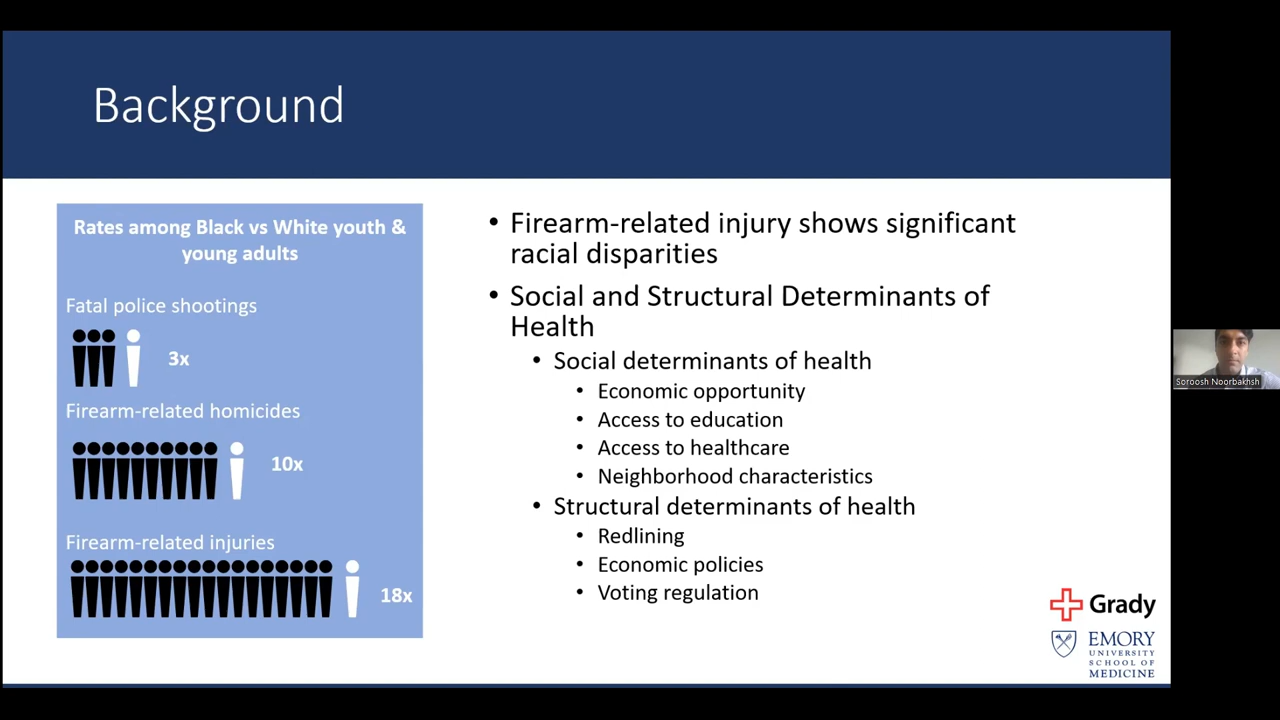 Background
Rates among Black vs White youth &
young adults
Fatal police shootings
3x
Firearm-related homicides
10x
Firearm-related injuries
18x
• Firearm-related injury shows significant
racial disparities
• Social and Structural Determinants of
Health
• Social determinants of health
• Economic opportunity
• Access to education
• Access to healthcare
• Neighborhood characteristics
• Structural determinants of health
• Redlining
• Economic policies
• Voting regulation
Grady
EMORY
UNIVERSITY
SCHOOL OF
MEDICINE
Soroosh Noorbakhsh